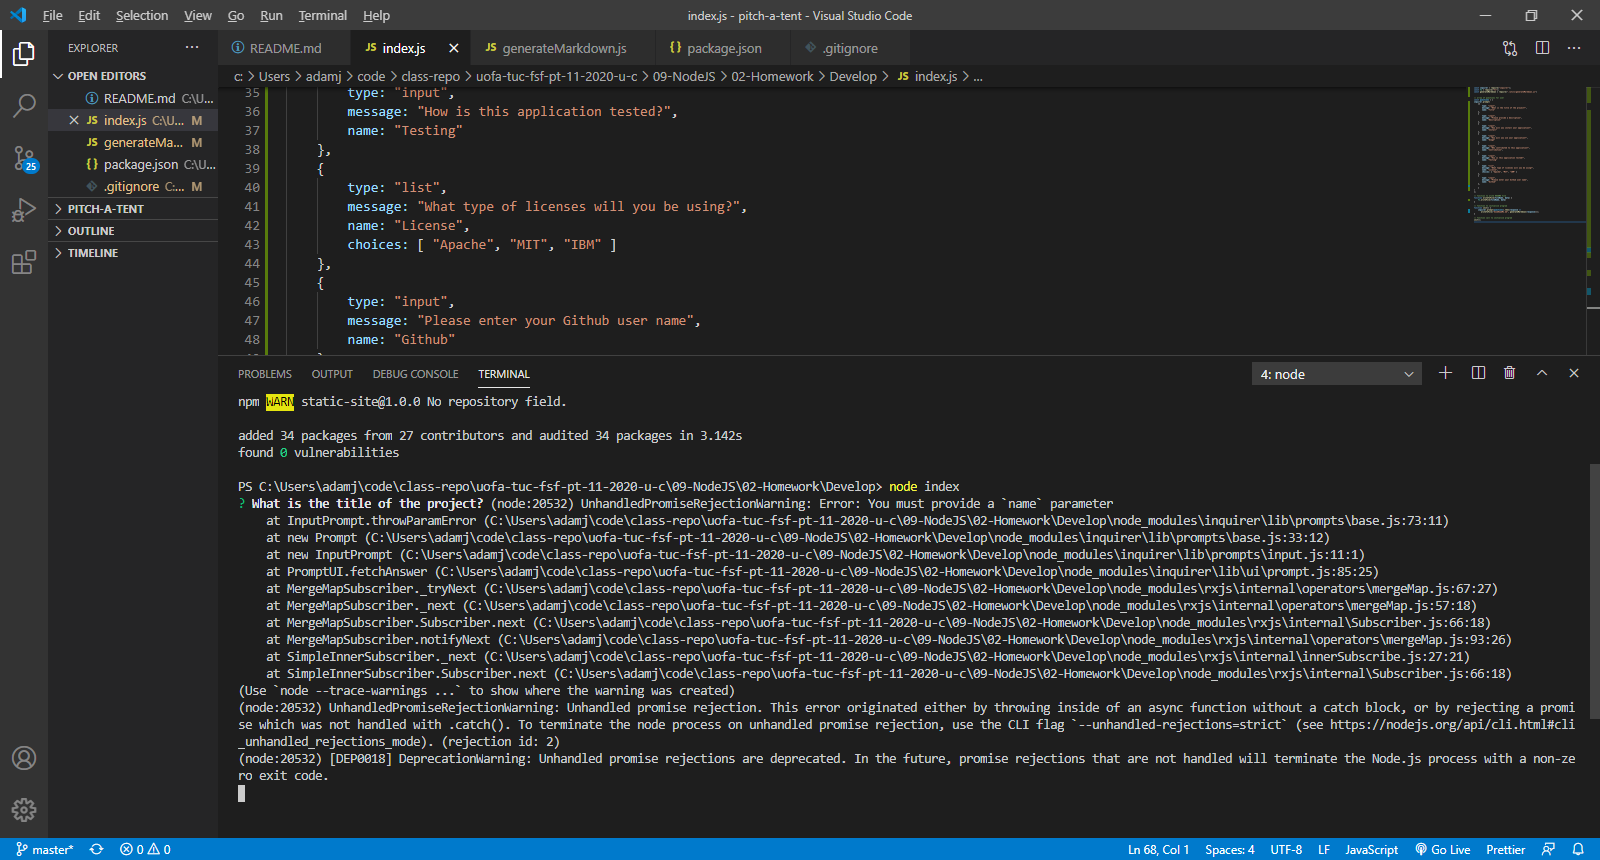 File Edit Selection View Go Run Terminal Help
index.js - pitch-a-tent - Visual Studio Code
EXPLORER ...
README.md
JS index.js
JS generateMarkdown.js
{} package.json
.gitignore
c: > Users > adamj > code > class-repo > uofa-tuc-fsf-pt-11-2020-u-c > 09-NodeJS > 02-Homework > Develop > JS index.js > ...
OPEN EDITORS
README.md C:\U...
JS index.js C:\U... M
JS generateMa... M
{} package.json C:\U...
.gitignore C:... M
PITCH-A-TENT
OUTLINE
TIMELINE
25
35 type: "input",
36 message: "How is this application tested?",
37 name: "Testing"
38 },
39 {
40 type: "list",
41 message: "What type of licenses will you be using?",
42 name: "License",
43 choices: [ "Apache", "MIT", "IBM" ]
44 },
45 {
46 type: "input",
47 message: "Please enter your Github user name",
48 name: "Github"
PROBLEMS OUTPUT DEBUG CONSOLE TERMINAL
4: node
npm WARN static-site@1.0.0 No repository field.
added 34 packages from 27 contributors and audited 34 packages in 3.142s
found 0 vulnerabilities
PS C:\Users\adamj\code\class-repo\uofa-tuc-fsf-pt-11-2020-u-c\09-NodeJS\02-Homework\Develop> node index
? What is the title of the project? (node:20532) UnhandledPromiseRejectionWarning: Error: You must provide a `name` parameter
at InputPrompt.throwParamError (C:\Users\adamj\code\class-repo\uofa-tuc-fsf-pt-11-2020-u-c\09-NodeJS\02-Homework\Develop\node_modules\inquirer\lib\prompts\base.js:73:11)
at new Prompt (C:\Users\adamj\code\class-repo\uofa-tuc-fsf-pt-11-2020-u-c\09-NodeJS\02-Homework\Develop\node_modules\inquirer\lib\prompts\base.js:33:12)
at new InputPrompt (C:\Users\adamj\code\class-repo\uofa-tuc-fsf-pt-11-2020-u-c\09-NodeJS\02-Homework\Develop\node_modules\inquirer\lib\prompts\input.js:11:1)
at PromptUI.fetchAnswer (C:\Users\adamj\code\class-repo\uofa-tuc-fsf-pt-11-2020-u-c\09-NodeJS\02-Homework\Develop\node_modules\inquirer\lib\ui\prompt.js:85:25)
at MergeMapSubscriber._tryNext (C:\Users\adamj\code\class-repo\uofa-tuc-fsf-pt-11-2020-u-c\09-NodeJS\02-Homework\Develop\node_modules\rxjs\internal\operators\mergeMap.js:67:27)
at MergeMapSubscriber._next (C:\Users\adamj\code\class-repo\uofa-tuc-fsf-pt-11-2020-u-c\09-NodeJS\02-Homework\Develop\node_modules\rxjs\internal\operators\mergeMap.js:57:18)
at MergeMapSubscriber.Subscriber.next (C:\Users\adamj\code\class-repo\uofa-tuc-fsf-pt-11-2020-u-c\09-NodeJS\02-Homework\Develop\node_modules\rxjs\internal\Subscriber.js:66:18)
at MergeMapSubscriber.notifyNext (C:\Users\adamj\code\class-repo\uofa-tuc-fsf-pt-11-2020-u-c\09-NodeJS\02-Homework\Develop\node_modules\rxjs\internal\operators\mergeMap.js:93:26)
at SimpleInnerSubscriber._next (C:\Users\adamj\code\class-repo\uofa-tuc-fsf-pt-11-2020-u-c\09-NodeJS\02-Homework\Develop\node_modules\rxjs\internal\innerSubscribe.js:27:21)
at SimpleInnerSubscriber.Subscriber.next (C:\Users\adamj\code\class-repo\uofa-tuc-fsf-pt-11-2020-u-c\09-NodeJS\02-Homework\Develop\node_modules\rxjs\internal\Subscriber.js:66:18)
(Use `node --trace-warnings ...` to show where the warning was created)
(node:20532) UnhandledPromiseRejectionWarning: Unhandled promise rejection. This error originated either by throwing inside of an async function without a catch block, or by rejecting a promi
se which was not handled with .catch(). To terminate the node process on unhandled promise rejection, use the CLI flag `--unhandled-rejections=strict` (see https://nodejs.org/api/cli.html#cli
_unhandled_rejections_mode). (rejection id: 2)
(node:20532) [DEP0018] DeprecationWarning: Unhandled promise rejections are deprecated. In the future, promise rejections that are not handled will terminate the Node.js process with a non-ze
ro exit code.
master* 0 0
Ln 68, Col 1 Spaces: 4 UTF-8 LF JavaScript Go Live Prettier